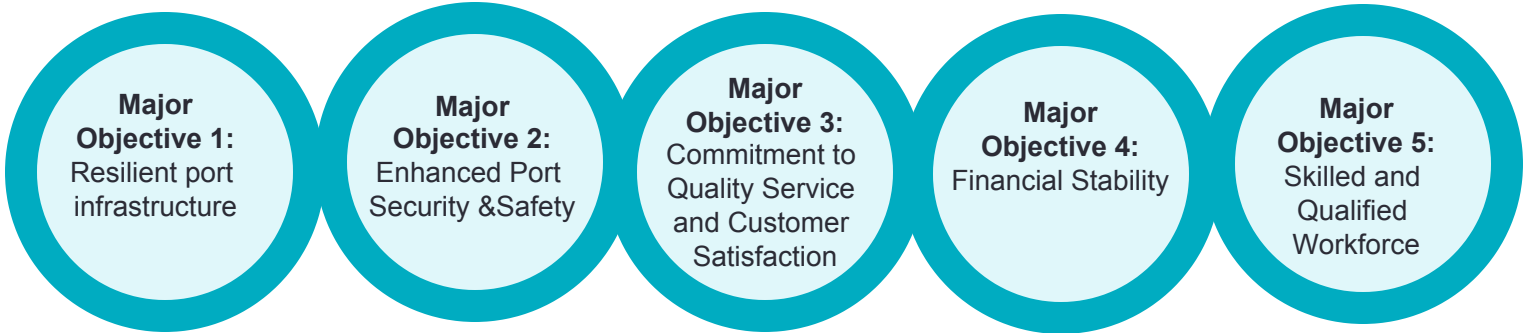 Major
Objective 1:
Resilient port
infrastructure
Major
Objective 2:
Enhanced Port
Security &Safety
Major
Objective 3:
Commitment to
Quality Service
and Customer
Satisfaction
Major
Objective 4:
Financial Stability
Major
Objective 5:
Skilled and
Qualified
Workforce